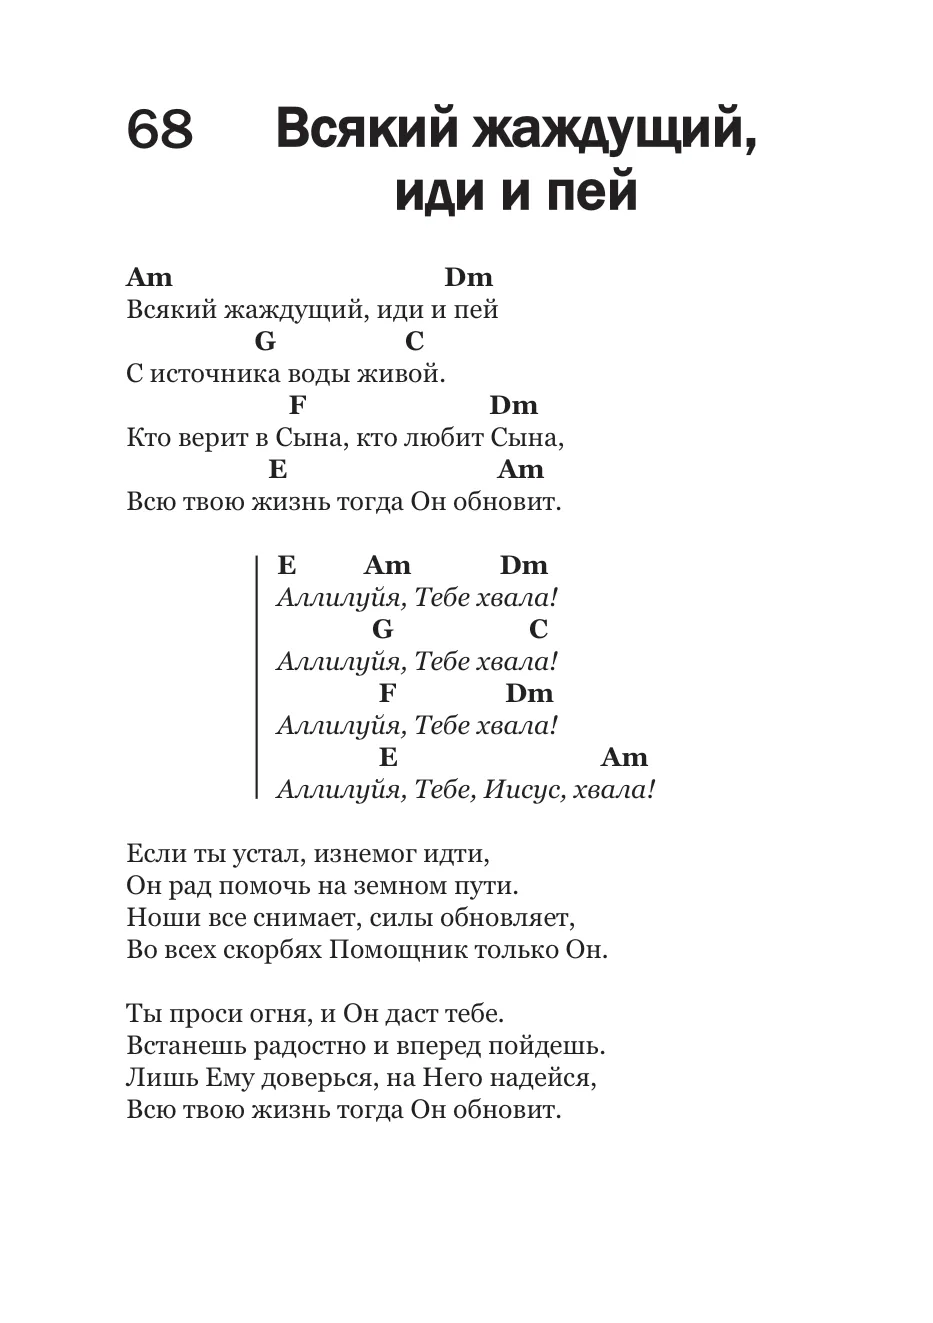 68 Всякий жаждущий,
иди и пей
Am Dm
Всякий жаждущий, иди и пей
G C
С источника воды живой.
F Dm
Кто верит в Сына, кто любит Сына,
E Am
Всю твою жизнь тогда Он обновит.
E Am Dm
Аллилуйя, Тебе хвала!
G C
Аллилуйя, Тебе хвала!
F Dm
Аллилуйя, Тебе хвала!
E Am
Аллилуйя, Тебе, Иисус, хвала!
Если ты устал, изнемог идти,
Он рад помочь на земном пути.
Ноши все снимает, силы обновляет,
Во всех скорбях Помощник только Он.
Ты проси огня, и Он даст тебе.
Встанешь радостно и вперед пойдешь.
Лишь Ему доверься, на Него надейся,
Всю твою жизнь тогда Он обновит.